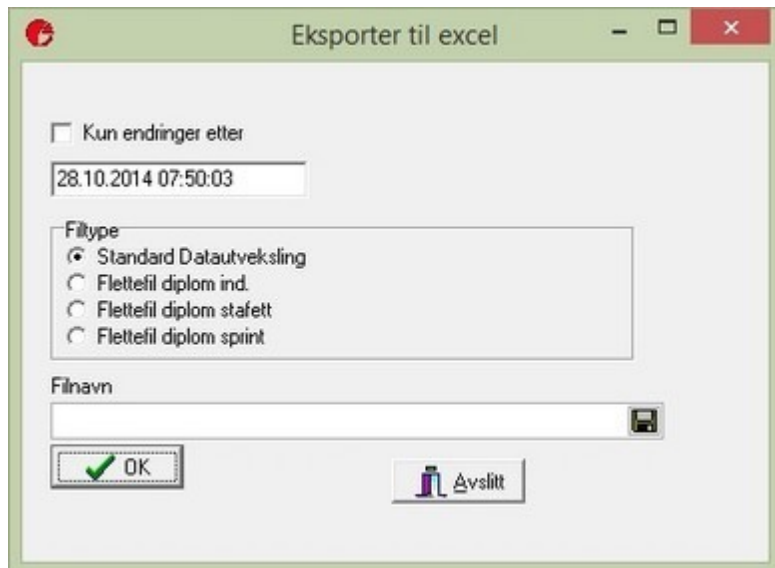 Eksporter til excel
Kun endringer etter
28.10.2014 07:50:03
Filtype
Standard Datautveksling
Flettefil diplom ind.
Flettefil diplom stafett
Flettefil diplom sprint
Filnavn
OK
Avslitt